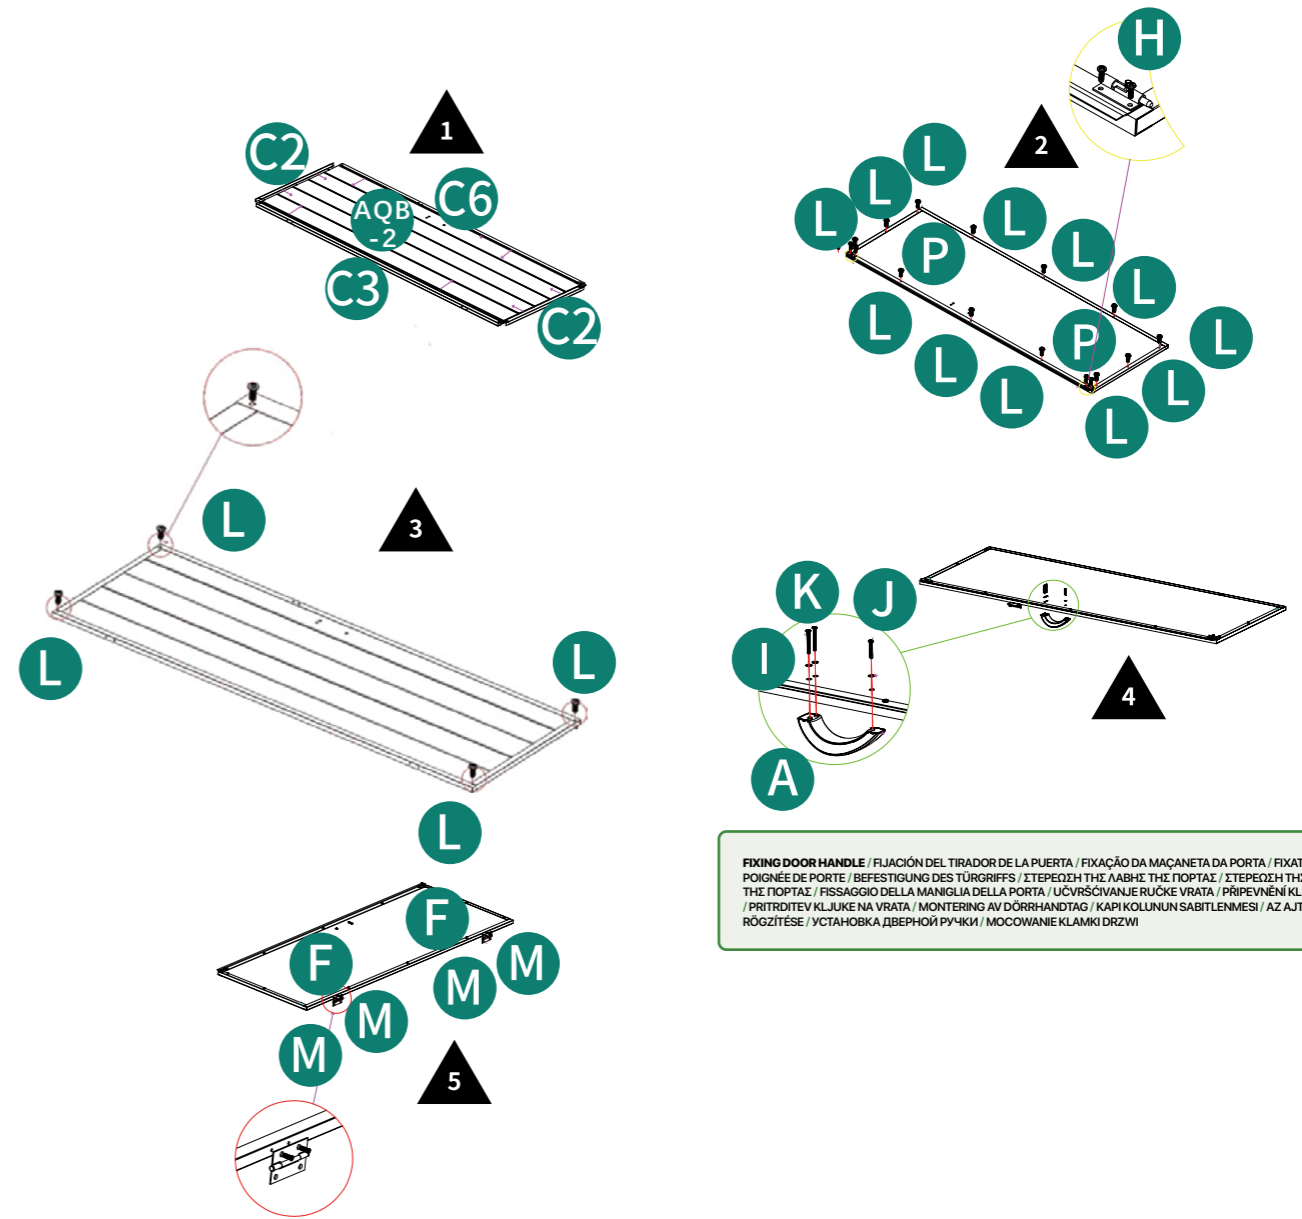 1
C2
C6
AQB
-2
C3
C2
H
2
L
L
L
L
L
L
L
P
P
L
L
L
L
L
3
L
L
L
L
K
J
I
A
4
FIXING DOOR HANDLE / FIJACIÓN DEL TIRADOR DE LA PUERTA / FIXAÇÃO DA MAÇANETA DA PORTA / FIXAT
POIGNÉE DE PORTE / BEFESTIGUNG DES TÜRGRIFFS / ΣΤΕΡΕΩΣΗ ΤΗΣ ΛΑΒΗΣ ΤΗΣ ΠΟΡΤΑΣ / ΣΤΕΡΕΩΣΗ ΤΗΣ
ΤΗΣ ΠΟΡΤΑΣ / FISSAGGIO DELLA MANIGLIA DELLA PORTA / UČVRŠĆIVANJE RUČKE VRATA / PŘIPEVNĚNÍ KL
/ PRITRDITEV KLJUKE NA VRATA / MONTERING AV DÖRRHANDTAG / KAPI KOLUNUN SABITLENMESI / AZ AJT
RÖGZÍTÉSE / УСТАНОВКА ДВЕРНОЙ РУЧКИ / MOCOWANIE KLAMKI DRZWI
F
F
M
M
M
M
5